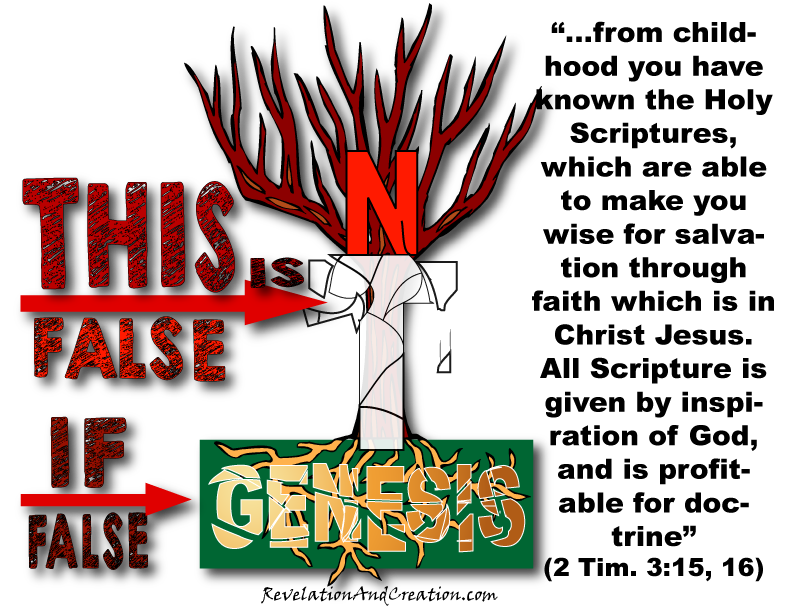 THIS
IS
FALSE
IF
FALSE
N
T
GENESIS
“...from child-
hood you have
known the Holy
Scriptures,
which are able
to make you
wise for salva-
tion through
faith which is in
Christ Jesus.
All Scripture is
given by inspi-
ration of God,
and is profit-
able for doc-
trine”
(2 Tim. 3:15, 16)
RevelationAndCreation.com